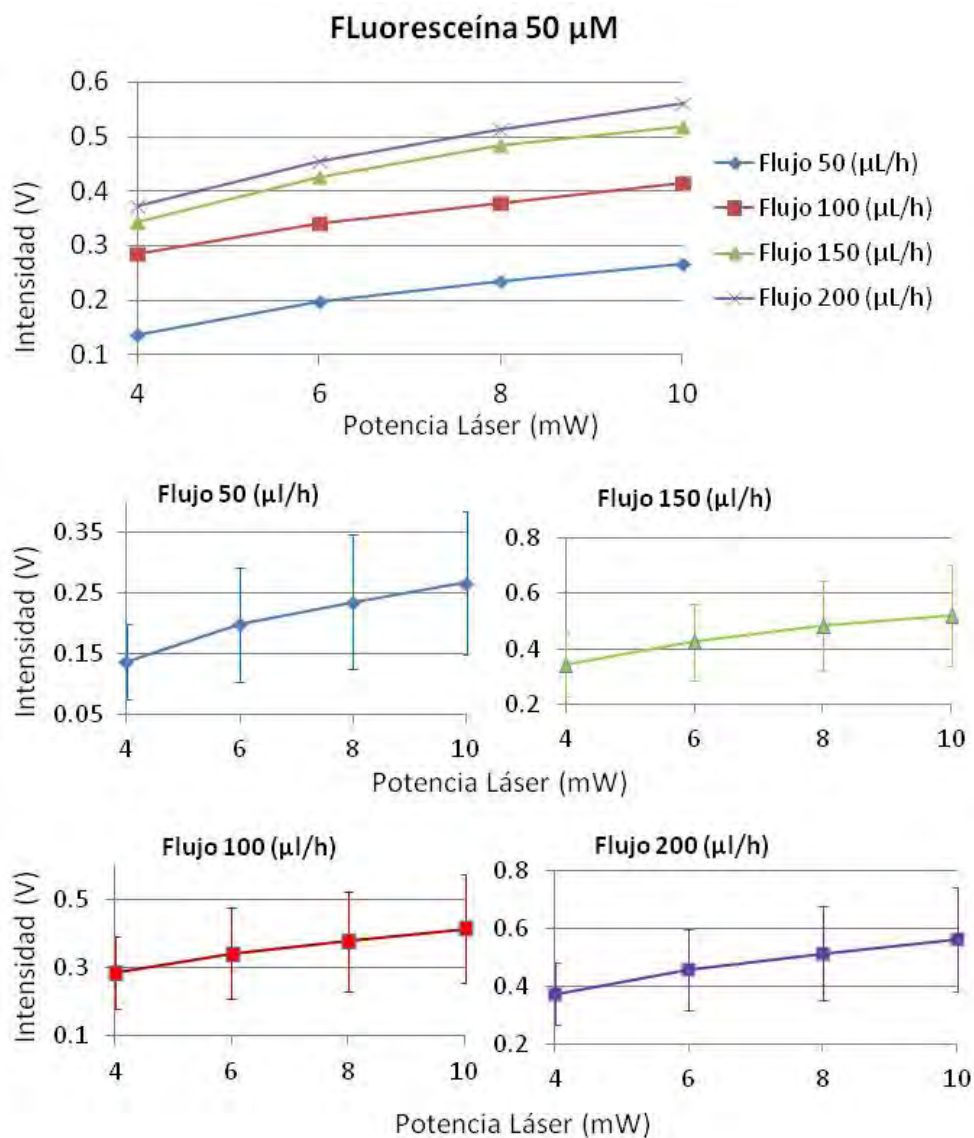 FLuoresceína 50 µM
0.6
0.5
0.4
0.3
0.2
0.1
Intensidad (V)
4 6 8 10
Potencia Láser (mW)
Flujo 50 (µL/h)
Flujo 100 (µL/h)
Flujo 150 (µL/h)
Flujo 200 (µL/h)
Flujo 50 (µl/h)
0.35
0.25
0.15
0.05
Intensidad (V)
4 6 8 10
Flujo 150 (µl/h)
0.8
0.6
0.4
0.2
4 6 8 10
Potencia Láser (mW)
Flujo 100 (µl/h)
0.5
0.3
0.1
Intensidad (V)
4 6 8 10
Flujo 200 (µl/h)
0.8
0.6
0.4
0.2
4 6 8 10
Potencia Láser (mW)